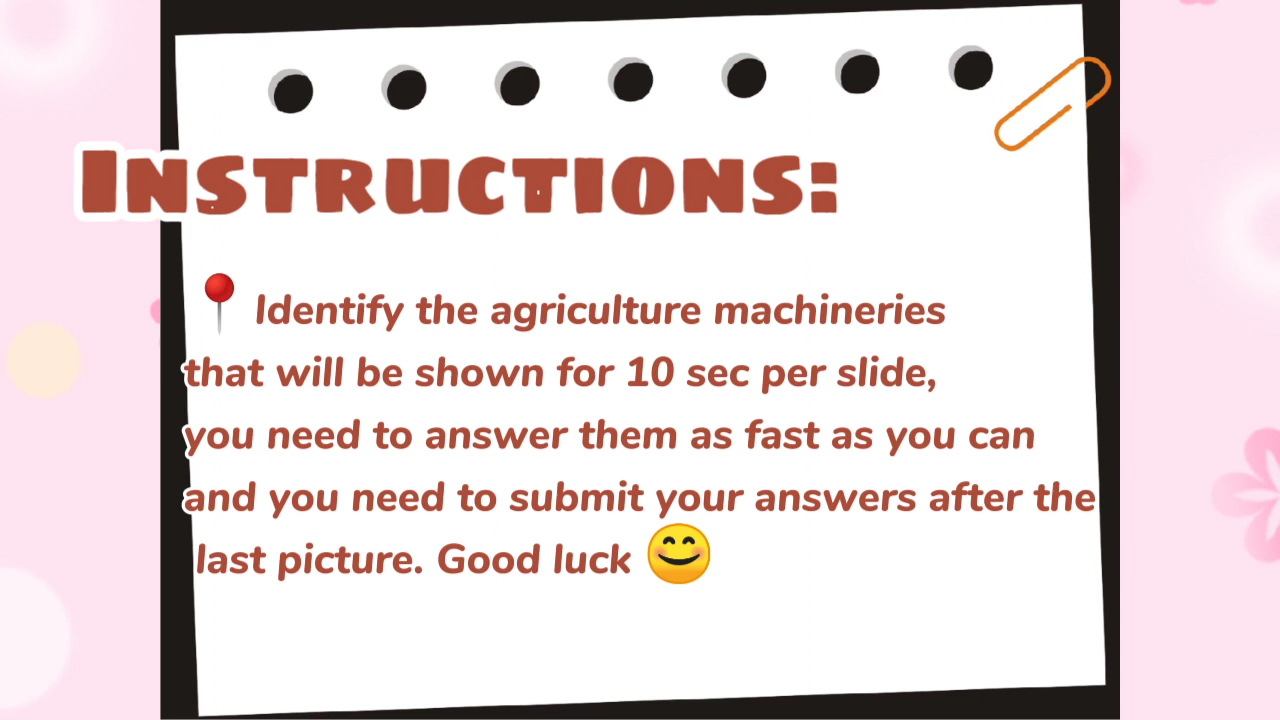 Instructions:
📍 Identify the agriculture machineries
that will be shown for 10 sec per slide,
you need to answer them as fast as you can
and you need to submit your answers after the
last picture. Good luck 😊